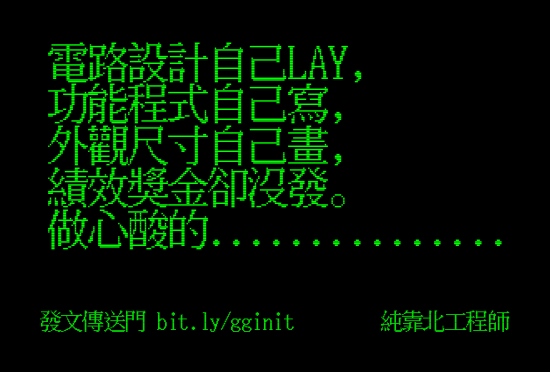 電路設計自己LAY,
功能程式自己寫,
外觀尺寸自己畫,
績效獎金卻沒發。
做心酸的...............
發文傳送門 bit.ly/gginit 純靠北工程師